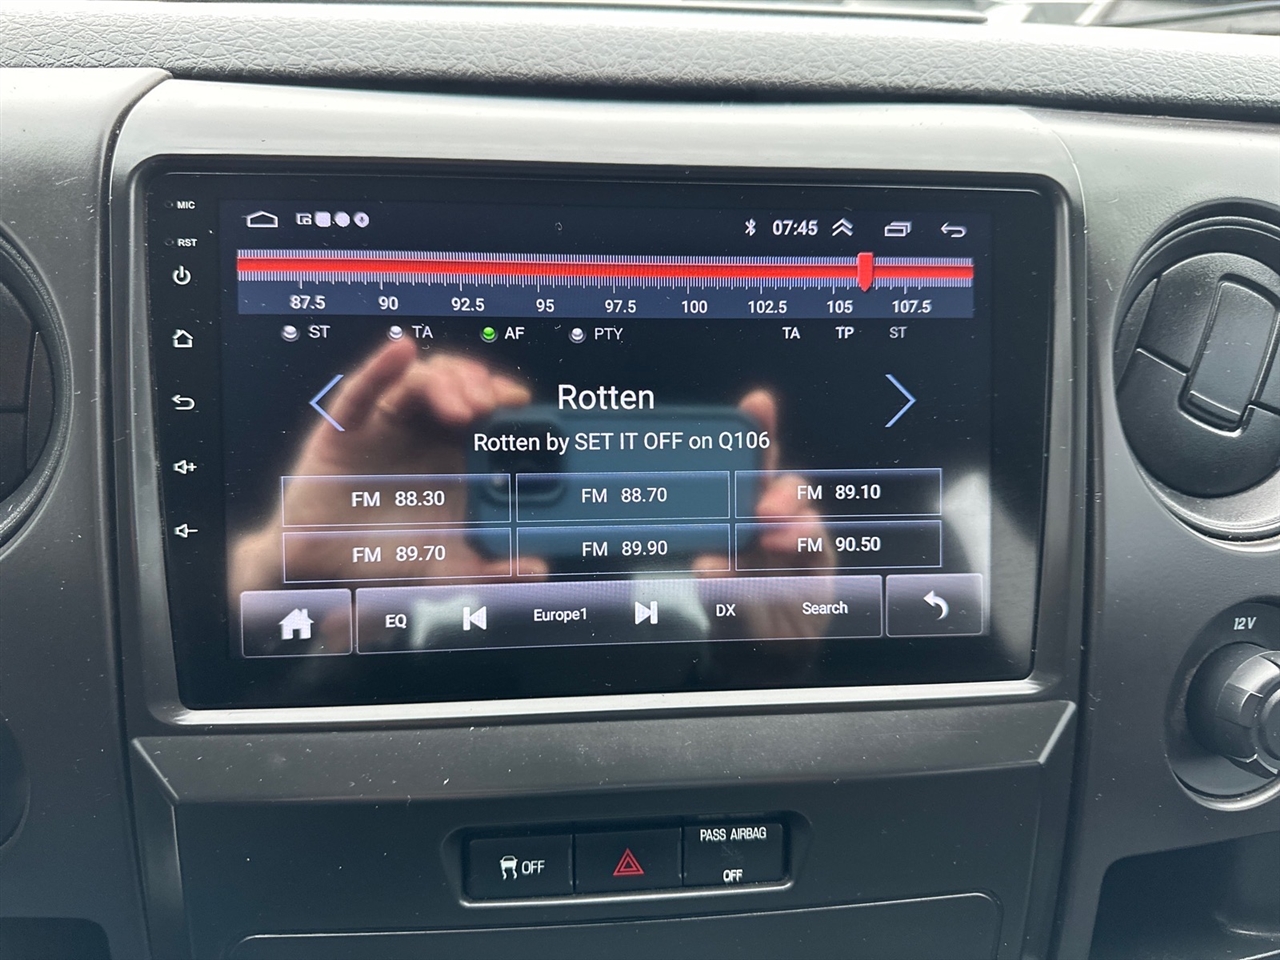 MIC
RST
07:45
87.5 90 92.5 95 97.5 100 102.5 105 107.5
ST TA AF PTY TA TP ST
Rotten
Rotten by SET IT OFF on Q106
FM 88.30 FM 88.70 FM 89.10
FM 89.70 FM 89.90 FM 90.50
EQ Europe1 DX Search
12V
OFF
PASS AIRBAG
OFF